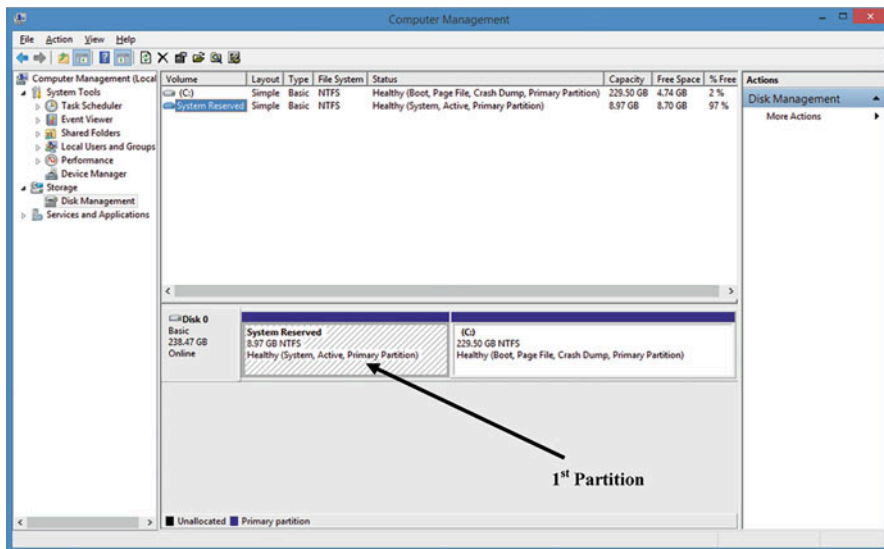 Computer Management
File Action View Help
Computer Management (Local
System Tools
Task Scheduler
Event Viewer
Shared Folders
Local Users and Groups
Performance
Device Manager
Storage
Disk Management
Services and Applications
Volume Layout Type File System Status Capacity Free Space % Free
(C:) Simple Basic NTFS Healthy (Boot, Page File, Crash Dump, Primary Partition) 229.50 GB 4.74 GB 2 %
System Reserved Simple Basic NTFS Healthy (System, Active, Primary Partition) 8.97 GB 8.70 GB 97 %
Actions
Disk Management
More Actions
Disk 0
Basic
238.47 GB
Online
System Reserved
8.97 GB NTFS
Healthy (System, Active, Primary Partition)
(C:)
229.50 GB NTFS
Healthy (Boot, Page File, Crash Dump, Primary Partition)
1st Partition
Unallocated Primary partition